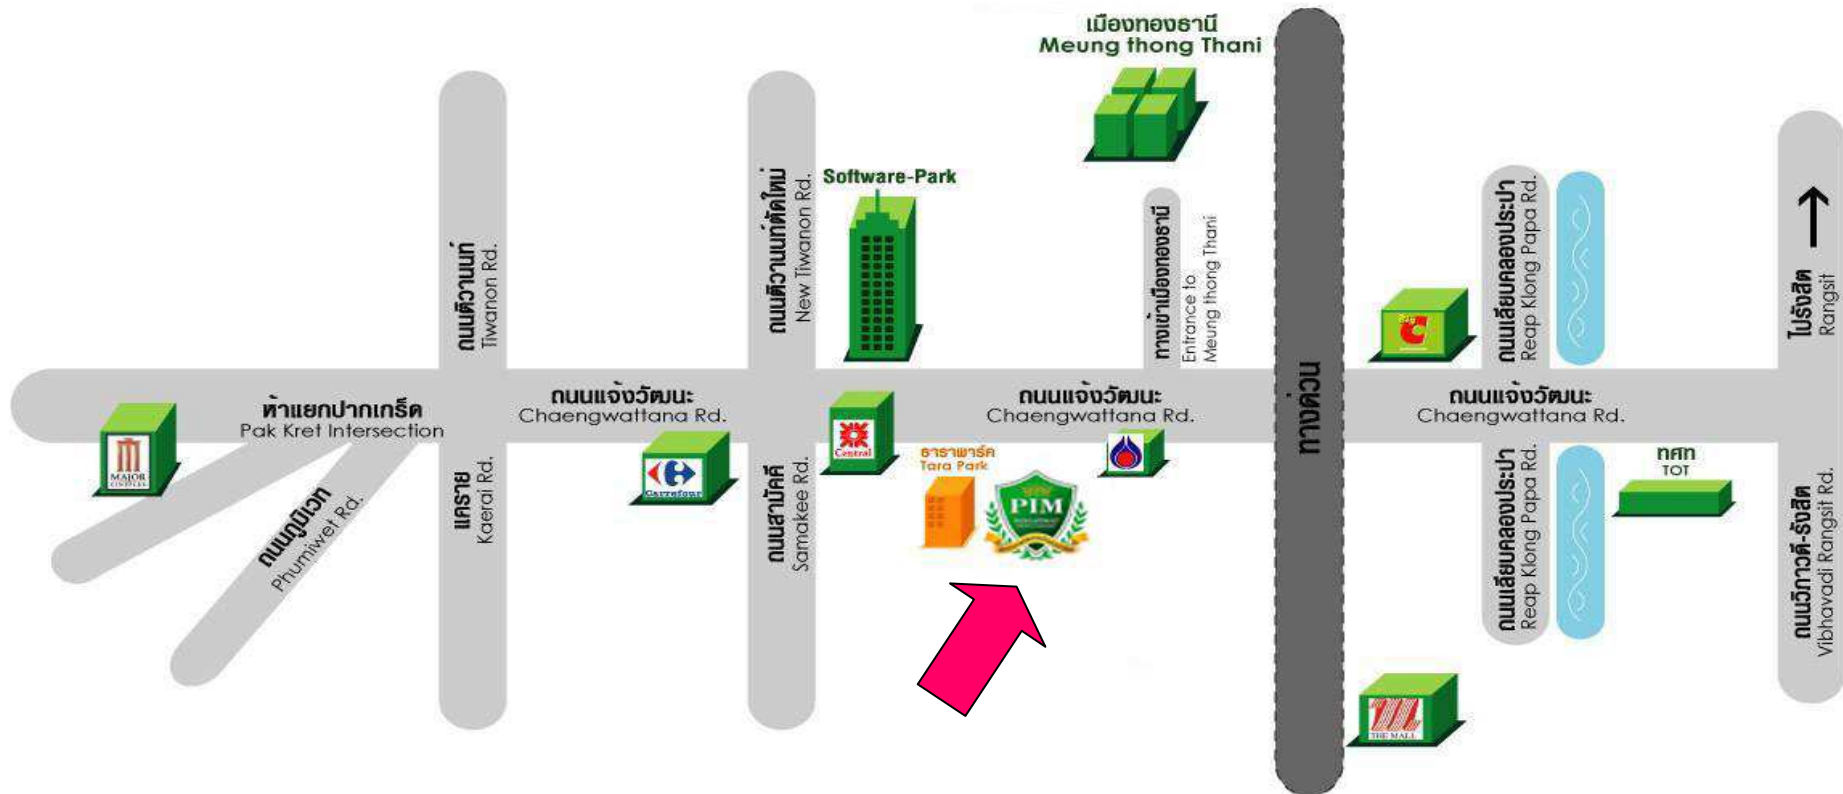 เมืองทองธานี
Meung thong Thani
Software-Park
ถนนติวานนท์
Tiwanon Rd.
ถนนติวานนท์ตัดใหม่
New Tiwanon Rd.
ทางเข้าเมืองทองธานี
Entrance to
Meung thong Thani
ถนนเลียบคลองประปา
Reap Klong Papa Rd.
ไปรังสิต
Rangsit
ห้าแยกปากเกร็ด
Pak Kret Intersection
ถนนแจ้งวัฒนะ
Chaengwattana Rd.
ถนนแจ้งวัฒนะ
Chaengwattana Rd.
ทางด่วน
ถนนแจ้งวัฒนะ
Chaengwattana Rd.
MAJOR
CINEPLEX
Carrefour
Central
Big
C
ธาราพาร์ค
Tara Park
PIM
ถนนภูมิเวท
Phumiwet Rd.
แคราย
Kaerai Rd.
ถนนสามัคคี
Samakee Rd.
ถนนเลียบคลองประปา
Reap Klong Papa Rd.
ทศท
TOT
ถนนวิภาวดี-รังสิต
Vibhavadi Rangsit Rd.
THE MALL